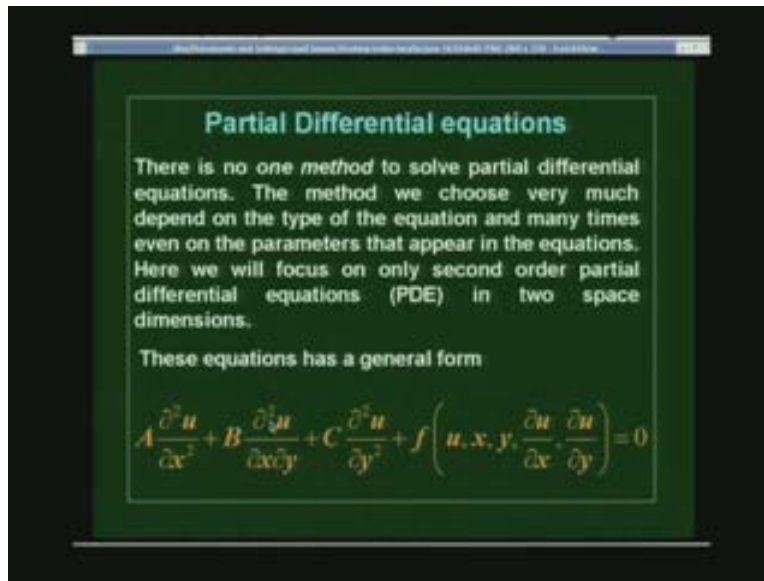 Partial Differential equations
There is no one method to solve partial differential
equations. The method we choose very much
depend on the type of the equation and many times
even on the parameters that appear in the equations.
Here we will focus on only second order partial
differential equations (PDE) in two space
dimensions.
These equations has a general form
A ∂²u/∂x² + B ∂²u/∂x∂y + C ∂²u/∂y² + f(u, x, y, ∂u/∂x, ∂u/∂y) = 0